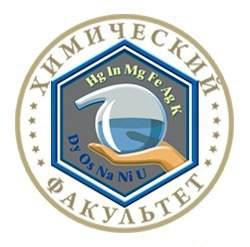 ХИМИЧЕСКИЙ
Hg In Mg Fe Ag K
Dy Os Na Ni U
ФАКУЛЬТЕТ